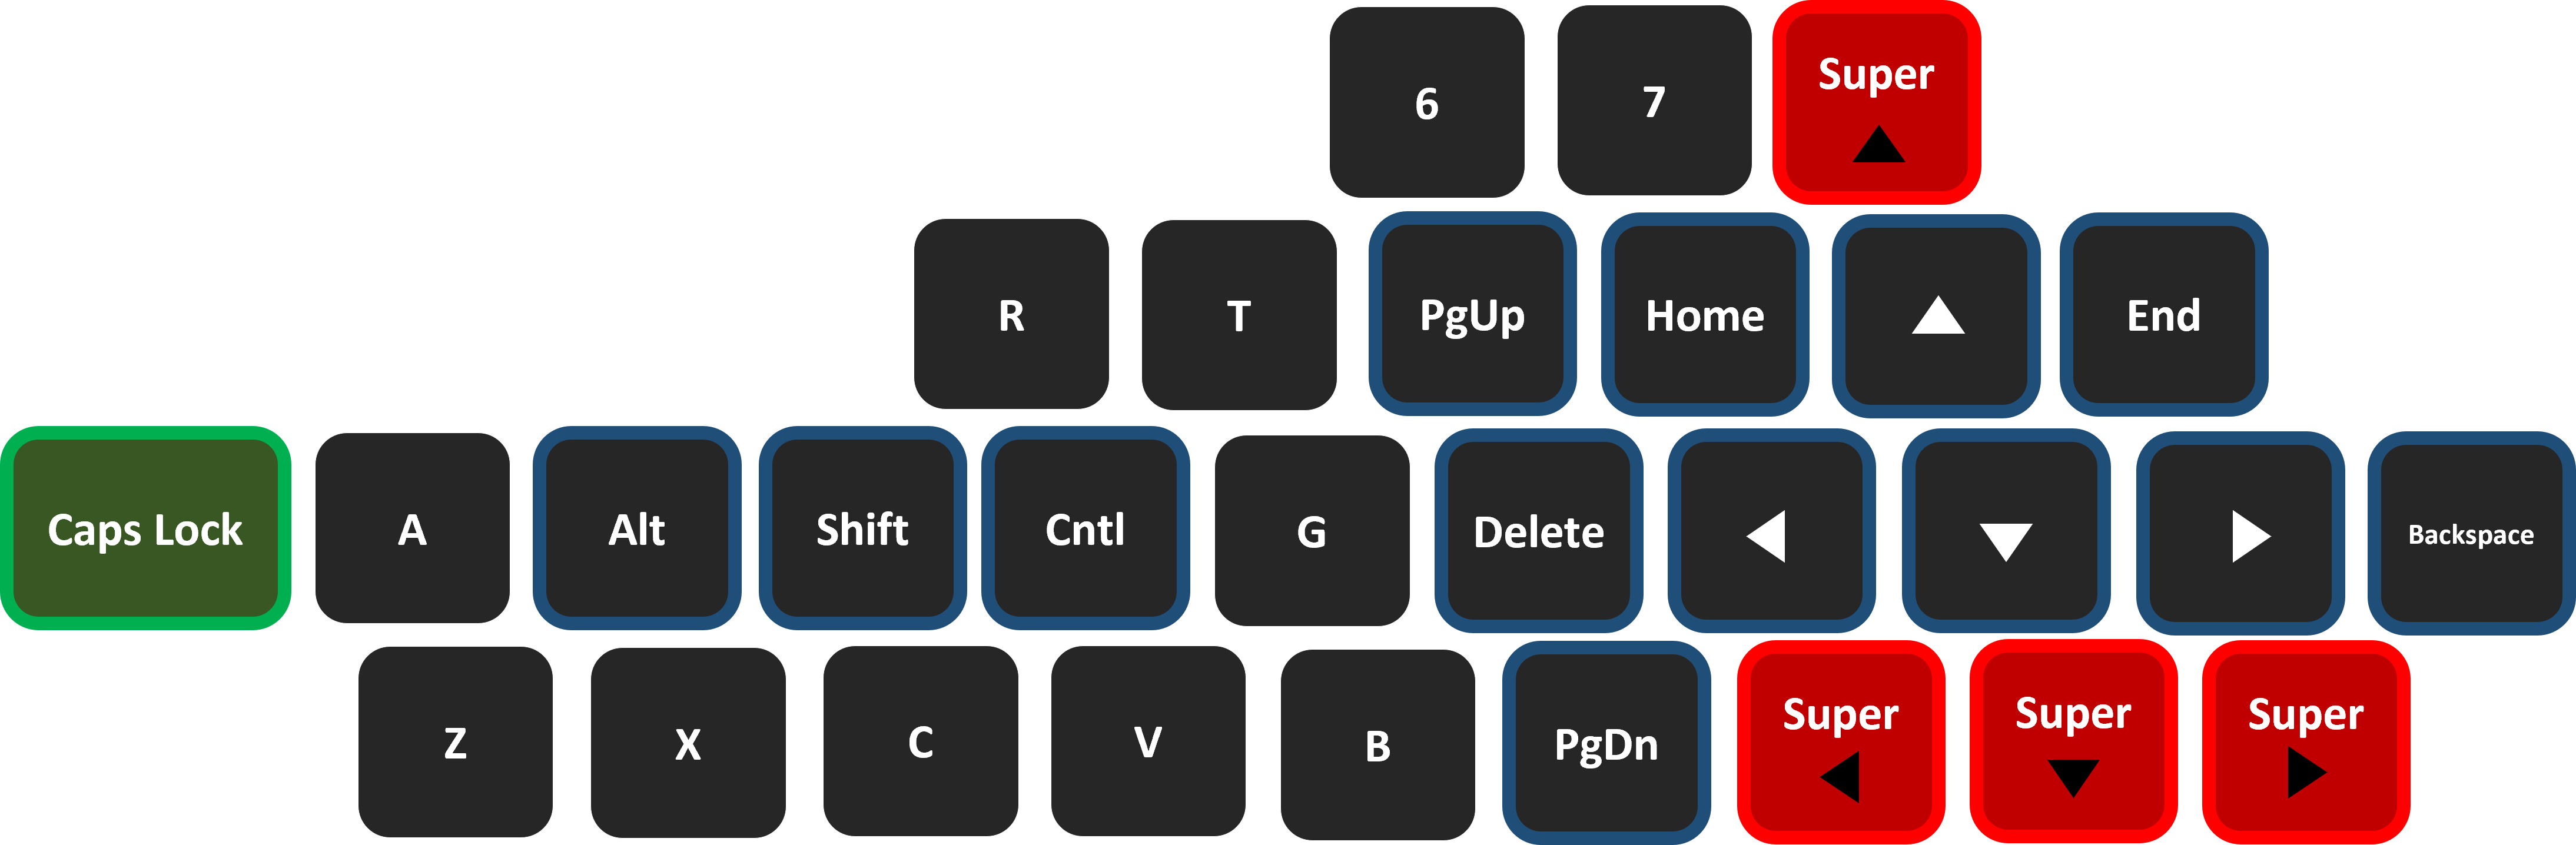 6 7 Super
R T PgUp Home End
Caps Lock A Alt Shift Cntl G Delete Backspace
Z X C V B PgDn Super Super Super